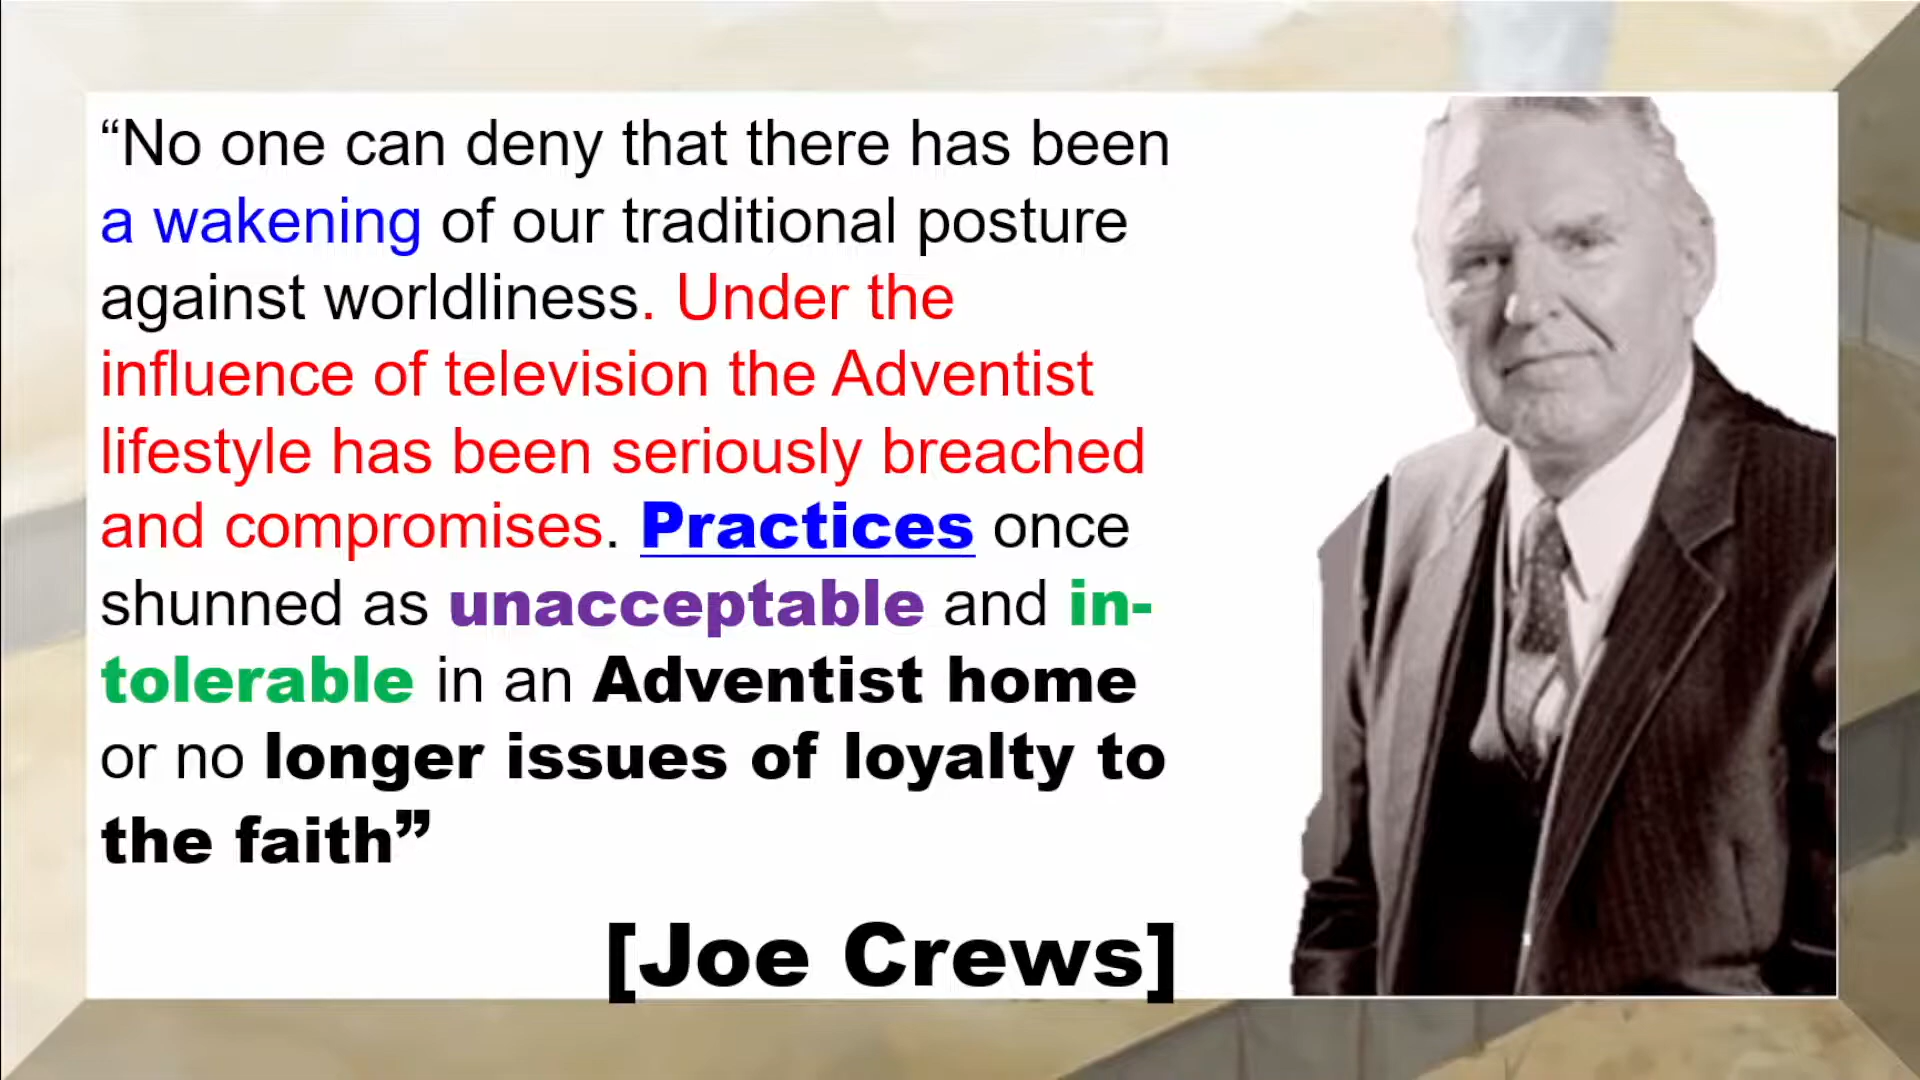 “No one can deny that there has been
a wakening of our traditional posture
against worldliness. Under the
influence of television the Adventist
lifestyle has been seriously breached
and compromises. Practices once
shunned as unacceptable and in-
tolerable in an Adventist home
or no longer issues of loyalty to
the faith”
[Joe Crews]